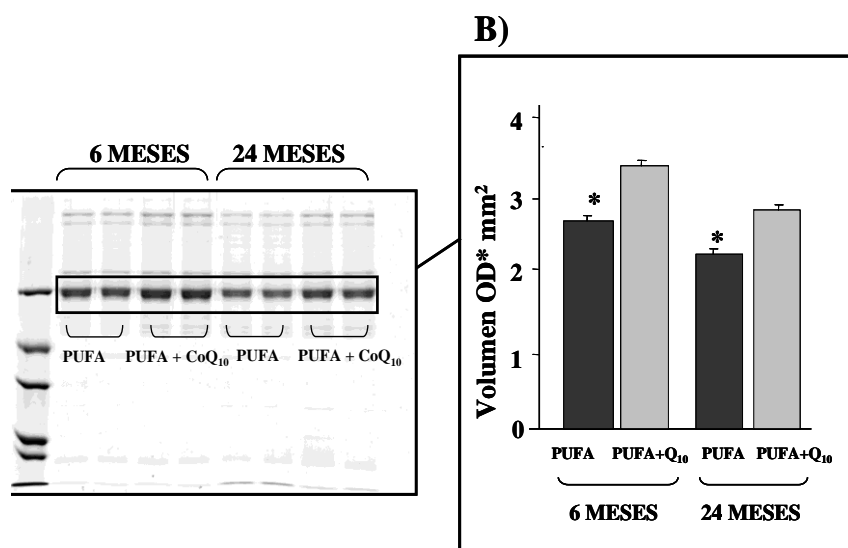 B)
6 MESES 24 MESES
PUFA PUFA + CoQ₁₀ PUFA PUFA + CoQ₁₀
Volumen OD* mm²
4
3
2
1
0
*
*
PUFA PUFA+Q₁₀ PUFA PUFA+Q₁₀
6 MESES 24 MESES